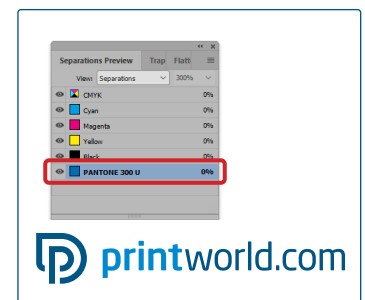 Separations Preview Trap Flatt
View: Separations 300%
CMYK 0%
Cyan 0%
Magenta 0%
Yellow 0%
Black 0%
PANTONE 300 U 0%
printworld.com